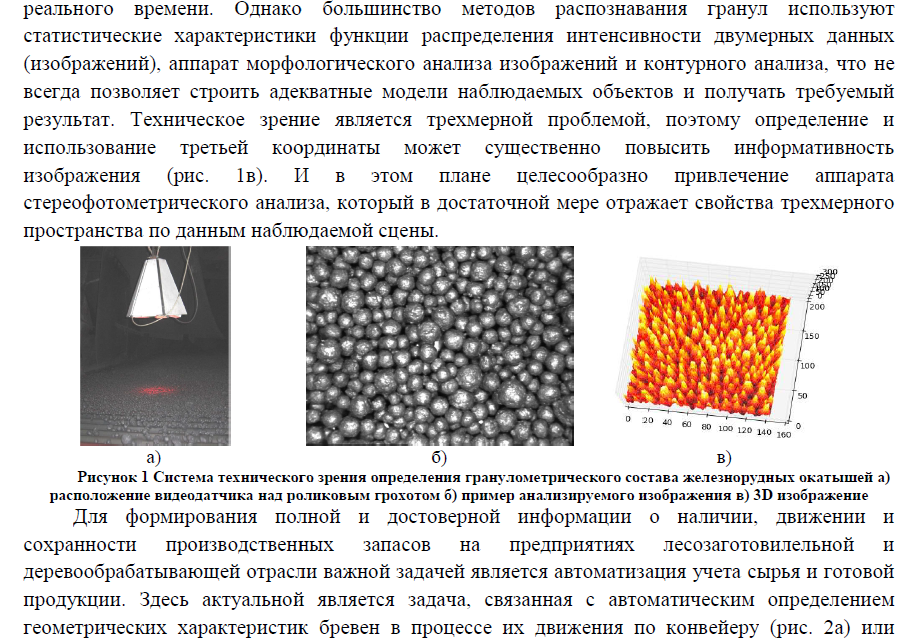 реального времени. Однако большинство методов распознавания гранул используют
статистические характеристики функции распределения интенсивности двумерных данных
(изображений), аппарат морфологического анализа изображений и контурного анализа, что не
всегда позволяет строить адекватные модели наблюдаемых объектов и получать требуемый
результат. Техническое зрение является трехмерной проблемой, поэтому определение и
использование третьей координаты может существенно повысить информативность
изображения (рис. 1в). И в этом плане целесообразно привлечение аппарата
стереофотометрического анализа, который в достаточной мере отражает свойства трехмерного
пространства по данным наблюдаемой сцены.
300
250
200
150
100
50
0
200
150
100
50
0
0 20 40 60 80 100 120 140 160
а) б) в)
Рисунок 1 Система технического зрения определения гранулометрического состава железнорудных окатышей а)
расположение видеодатчика над роликовым грохотом б) пример анализируемого изображения в) 3D изображение
Для формирования полной и достоверной информации о наличии, движении и
сохранности производственных запасов на предприятиях лесозаготовилельной и
деревообрабатывающей отрасли важной задачей является автоматизация учета сырья и готовой
продукции. Здесь актуальной является задача, связанная с автоматическим определением
геометрических характеристик бревен в процессе их движения по конвейеру (рис. 2а) или